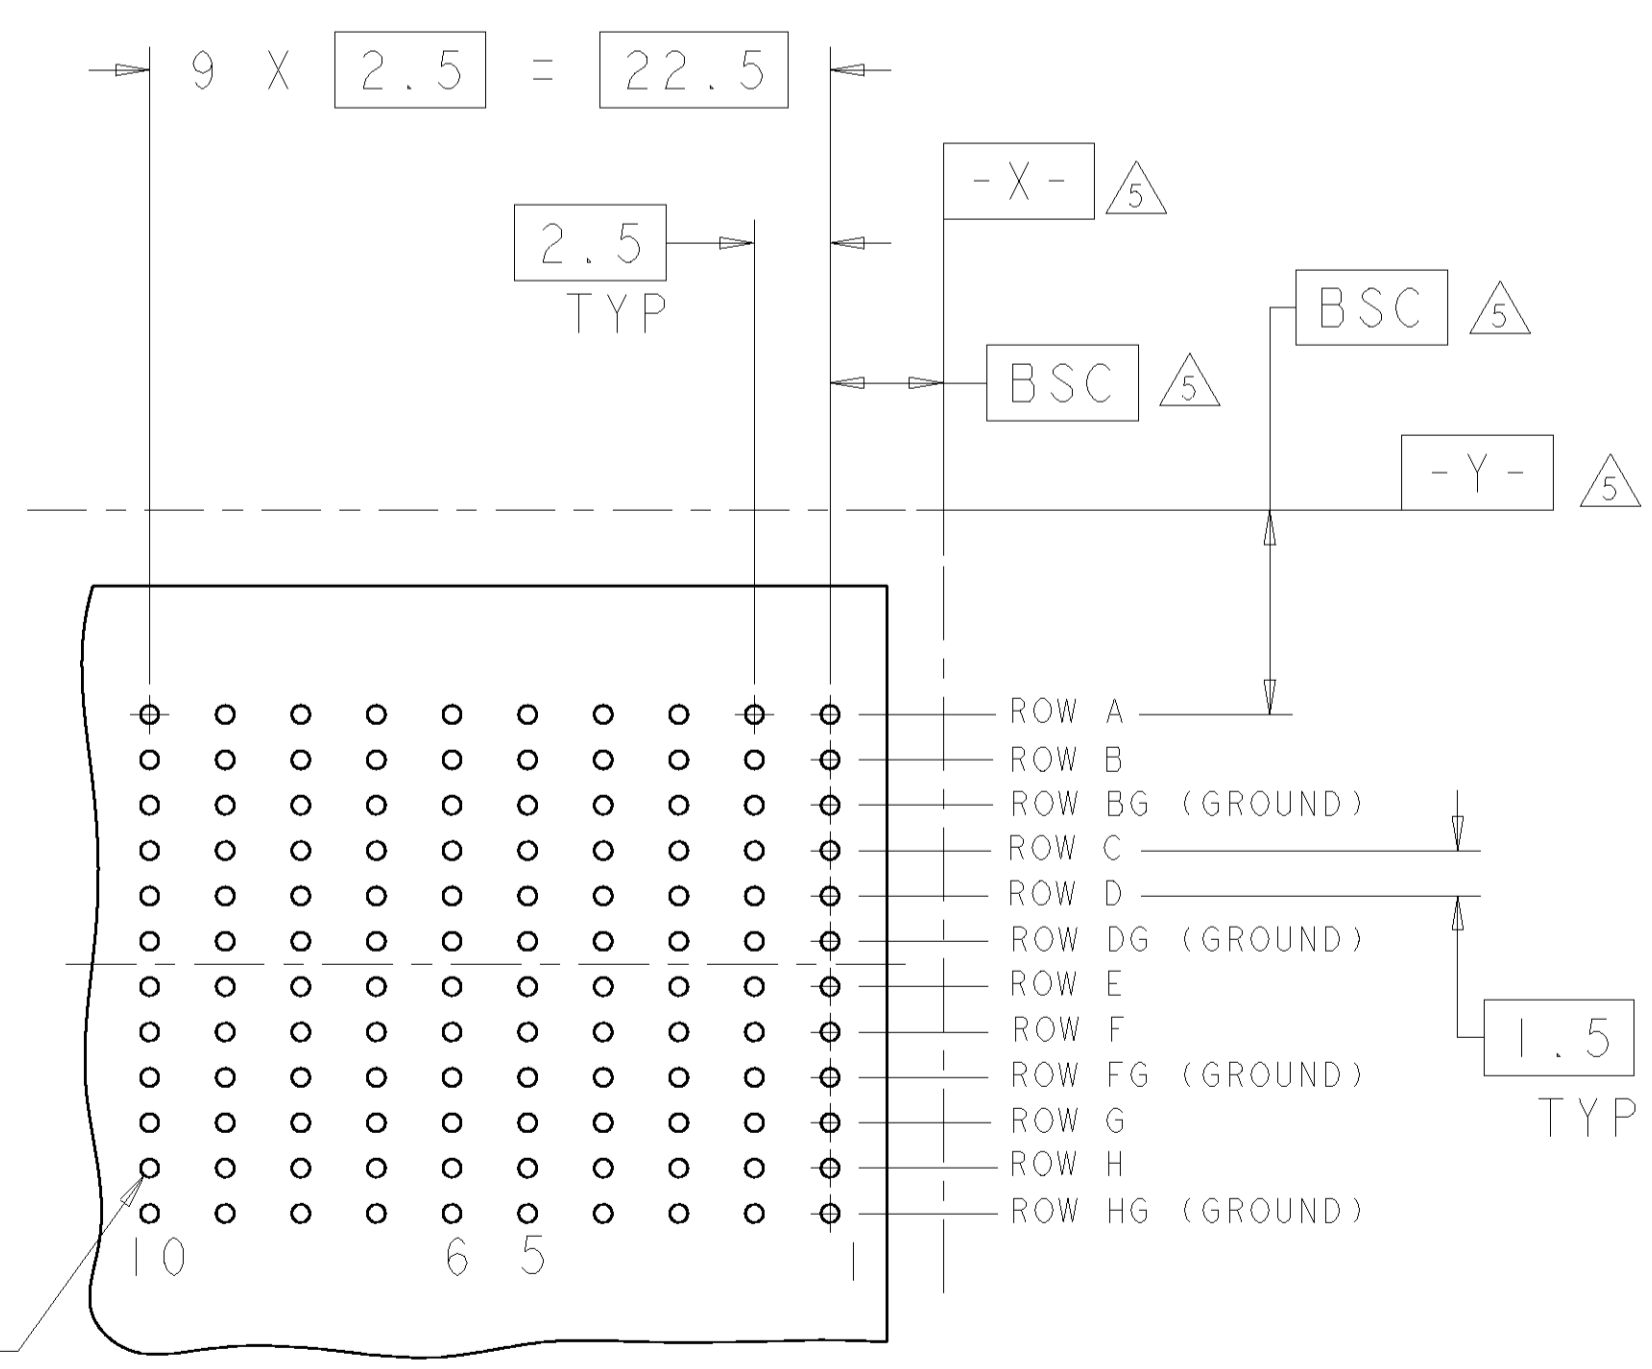 9 X 2.5 = 22.5
-X- 5
2.5
TYP
BSC 5
BSC 5
-Y- 5
ROW A
ROW B
ROW BG (GROUND)
ROW C
ROW D
ROW DG (GROUND)
ROW E
ROW F
ROW FG (GROUND)
1.5
TYP
ROW G
ROW H
ROW HG (GROUND)
10 6 5 1